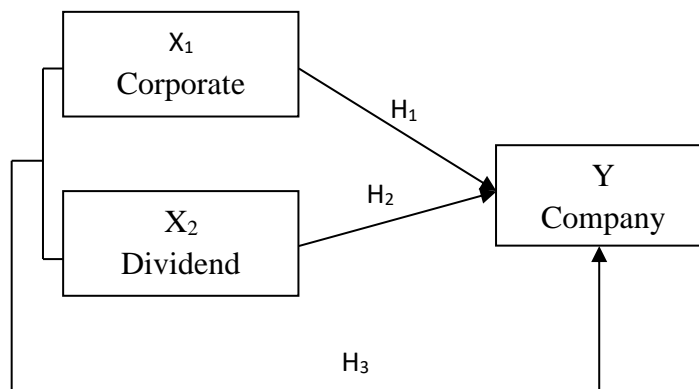 X₁
Corporate
H₁
X₂
Dividend
H₂
Y
Company
H₃